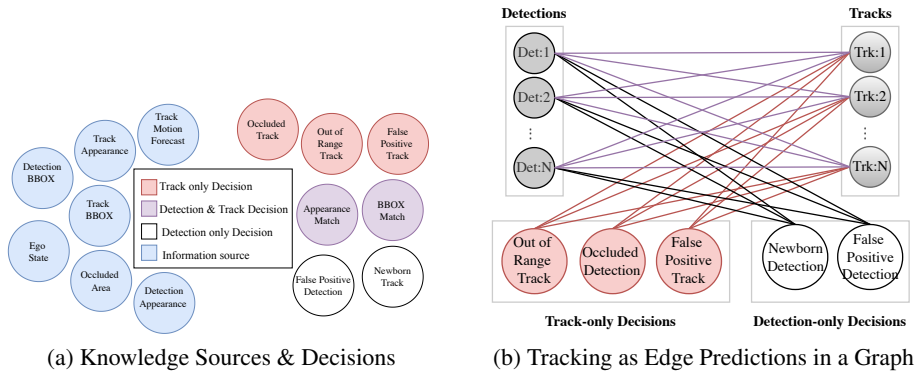 Track
Motion
Forecast
Track
Appearance
Detection
BBOX
Track
BBOX
Ego
State
Occluded
Area
Detection
Appearance
Track only Decision
Detection & Track Decision
Detection only Decision
Information source
Occluded
Track
Out of
Range
Track
False
Positive
Track
Appearance
Match
BBOX
Match
False Positive
Detection
Newborn
Track
(a) Knowledge Sources & Decisions
Detections
Tracks
Det:1
Det:2
⋮
Det:N
Trk:1
Trk:2
⋮
Trk:N
Out of
Range
Track
Occluded
Detection
False
Positive
Track
Newborn
Detection
False
Positive
Detection
Track-only Decisions
Detection-only Decisions
(b) Tracking as Edge Predictions in a Graph